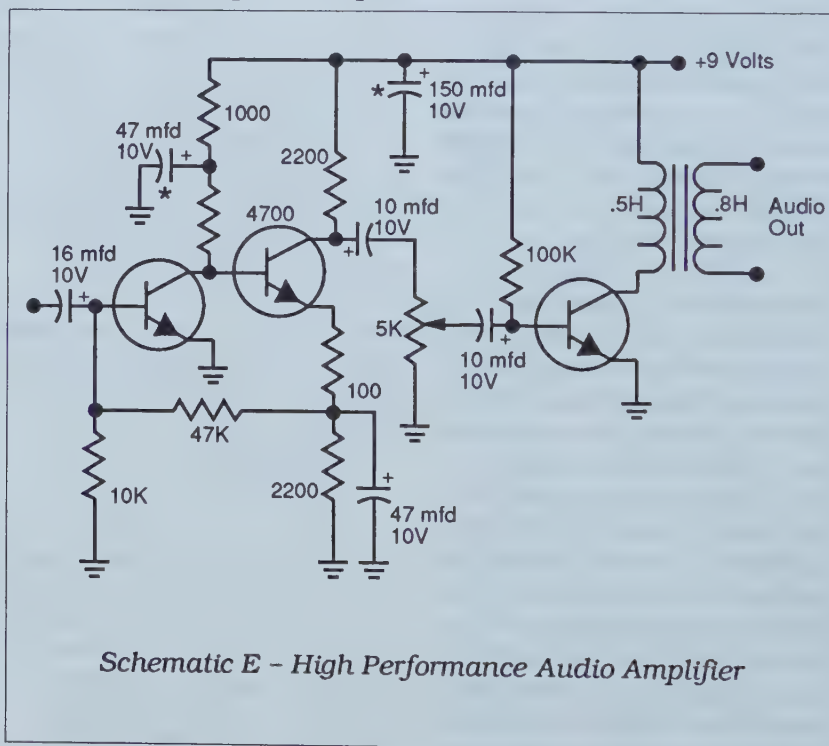 +9 Volts
*
+
150 mfd
10V
1000
47 mfd
10V
+
*
2200
4700
10 mfd
10V
+
.5H
.8H
Audio
Out
100K
16 mfd
10V
+
5K
+
10 mfd
10V
100
47K
10K
2200
+
47 mfd
10V
Schematic E – High Performance Audio Amplifier